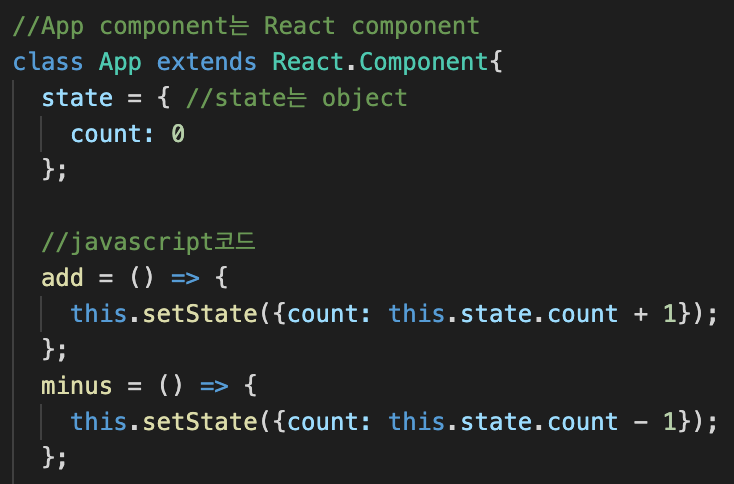 //App component는 React component
class App extends React.Component{
state = { //state는 object
count: 0
};
//javascript코드
add = () => {
this.setState({count: this.state.count + 1});
};
minus = () => {
this.setState({count: this.state.count - 1});
};